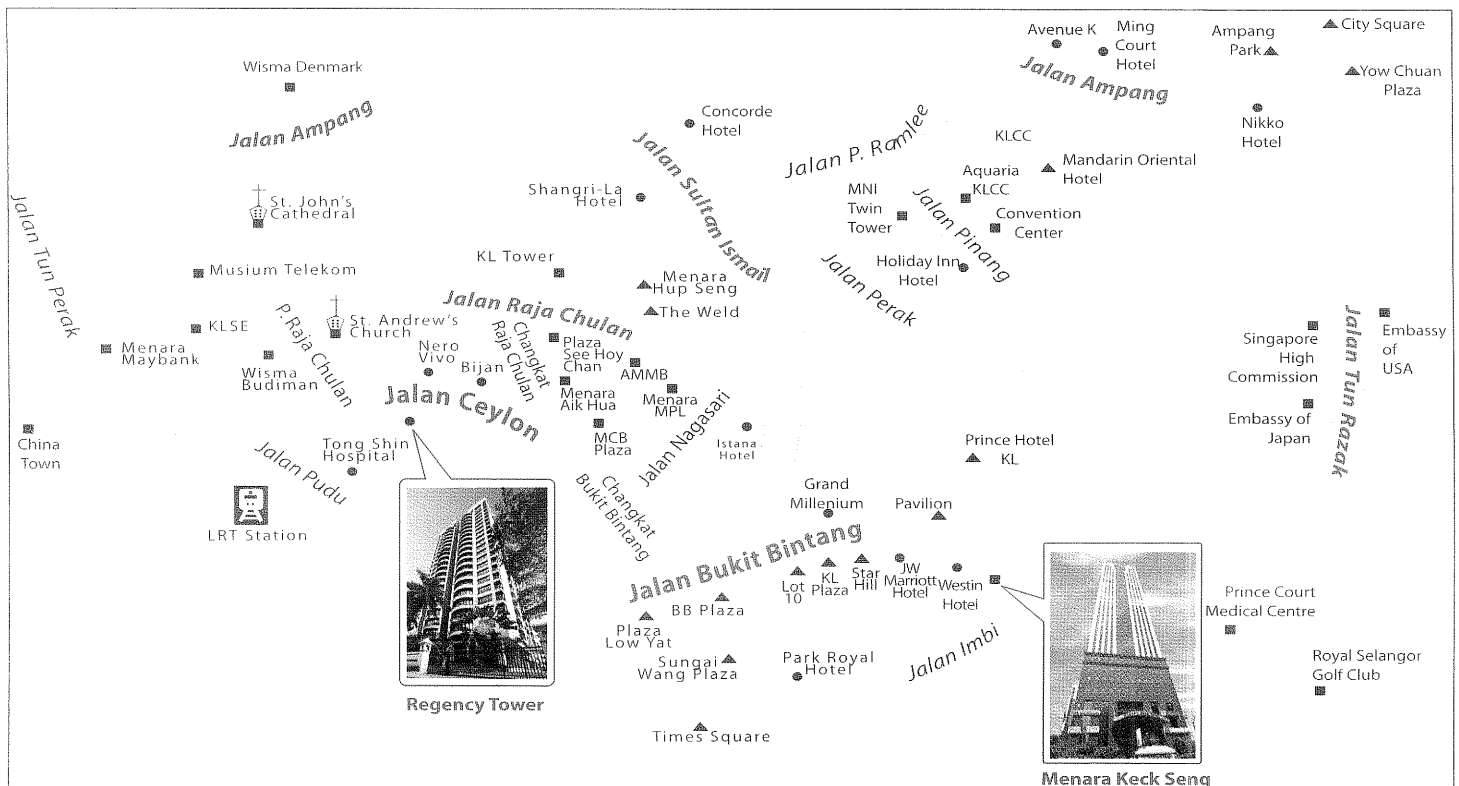 City Square
Avenue K
Ming
Court
Hotel
Ampang
Park
Yow Chuan
Plaza
Jalan Ampang
Nikko
Hotel
Wisma Denmark
Jalan Ampang
Concorde
Hotel
Jalan Sultan Ismail
Jalan P. Ramlee
KLCC
Mandarin Oriental
Hotel
Aquaria
KLCC
MNI
Twin
Tower
Jalan Pinang
Convention
Center
Holiday Inn
Hotel
Jalan Perak
Shangri-La
Hotel
St. John's
Cathedral
Jalan Tun Perak
Musium Telekom
KL Tower
Menara
Hup Seng
The Weld
Jalan Raja Chulan
KLSE
P.Raja Chulan
St. Andrew's
Church
Menara
Maybank
Wisma
Budiman
Nero
Vivo
Bijan
Changkat
Raja Chulan
Plaza
See Hoy
Chan
AMMB
Menara
Aik Hua
Menara
MPL
MCB
Plaza
Jalan Nagasari
Istana
Hotel
Jalan Ceylon
China
Town
Tong Shin
Hospital
Jalan Pudu
LRT Station
Changkat
Bukit Bintang
Singapore
High
Commission
Jalan Tun Razak
Embassy
of
USA
Embassy of
Japan
Prince Hotel
KL
Grand
Millenium
Pavilion
Jalan Bukit Bintang
Lot
10
KL
Plaza
Star
Hill
JW
Marriott
Hotel
Westin
Hotel
BB Plaza
Plaza
Low Yat
Sungai
Wang Plaza
Park Royal
Hotel
Jalan Imbi
Times Square
Prince Court
Medical Centre
Royal Selangor
Golf Club
Regency Tower
Menara Keck Seng